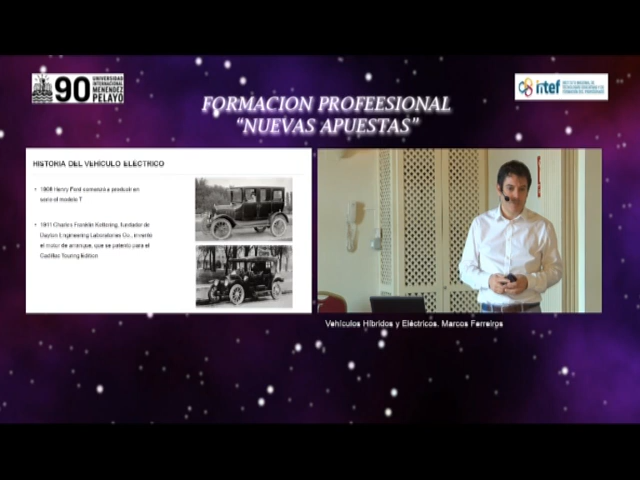 90
UNIVERSIDAD
INTERNACIONAL
MENÉNDEZ
PELAYO
intef
FORMACION PROFEESIONAL
"NUEVAS APUESTAS"
HISTORIA DEL VEHÍCULO ELÉCTRICO
• 1908 Henry Ford comenzó a producir en
serie el modelo T
• 1911 Charles Franklin Kettering, fundador de
Dayton Engineering Laboratories Co., inventó
el motor de arranque, que se patentó para el
Cadillac Touring Edition
Vehículos Híbridos y Eléctricos. Marcos Ferreiros